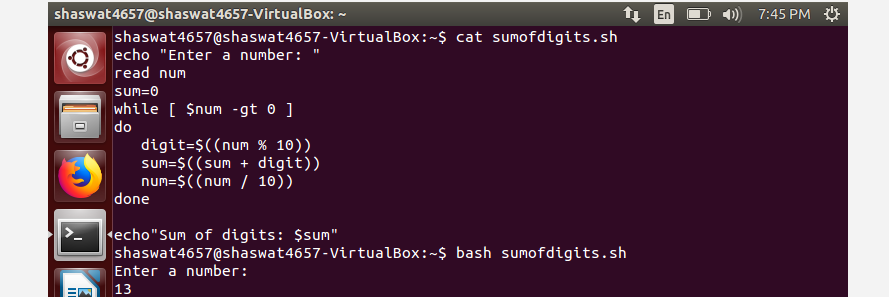 shaswat4657@shaswat4657-VirtualBox: ~ En 7:45 PM
shaswat4657@shaswat4657-VirtualBox:~$ cat sumofdigits.sh
echo "Enter a number: "
read num
sum=0
while [ $num -gt 0 ]
do
   digit=$((num % 10))
   sum=$((sum + digit))
   num=$((num / 10))
done

echo"Sum of digits: $sum"
shaswat4657@shaswat4657-VirtualBox:~$ bash sumofdigits.sh
Enter a number:
13